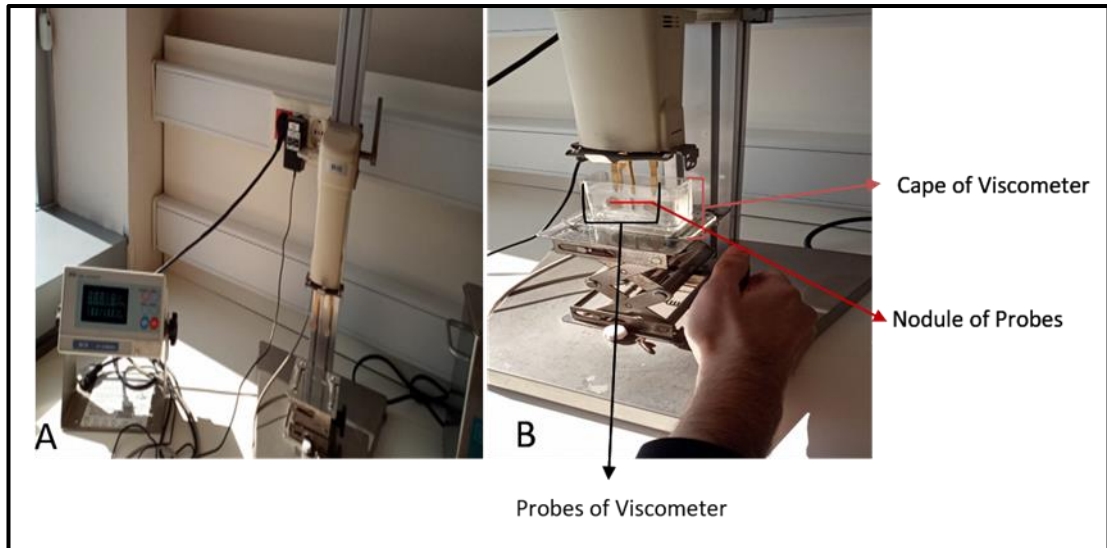 Cape of Viscometer
Nodule of Probes
A
B
Probes of Viscometer